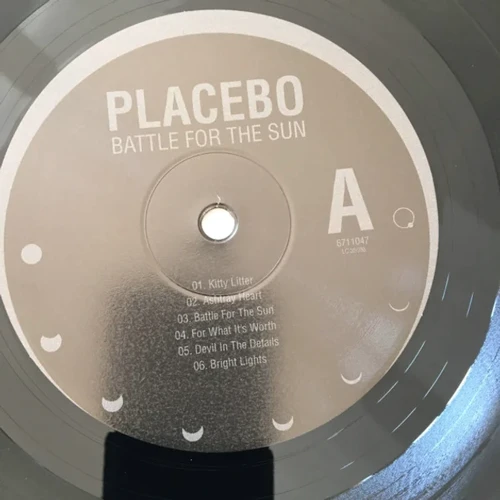 PLACEBO
BATTLE FOR THE SUN
A
5711047
01. Kitty Litter
02. Ashtray Heart
03. Battle For The Sun
04. For What It's Worth
05. Devil In The Details
06. Bright Lights